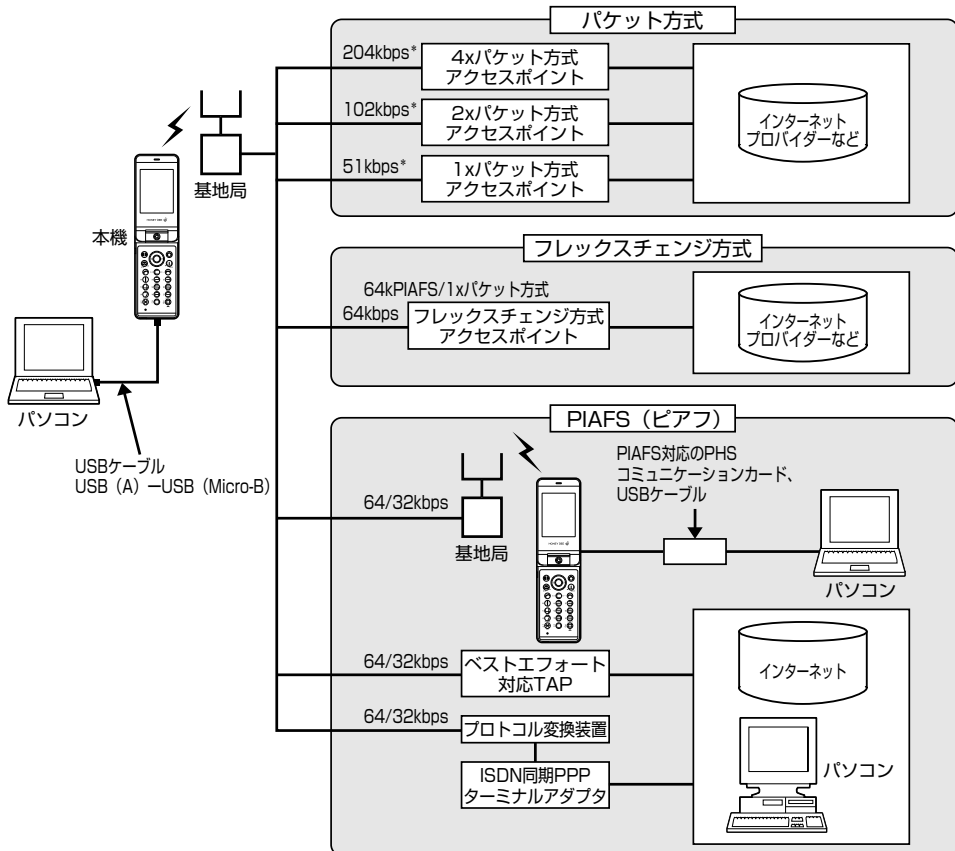 パケット方式
204kbps*
4xパケット方式
アクセスポイント
102kbps*
2xパケット方式
アクセスポイント
51kbps*
1xパケット方式
アクセスポイント
インターネット
プロバイダーなど
基地局
本機
パソコン
USBケーブル
USB（A）ーUSB（Micro-B）
フレックスチェンジ方式
64kPIAFS/1xパケット方式
64kbps
フレックスチェンジ方式
アクセスポイント
インターネット
プロバイダーなど
PIAFS（ピアフ）
PIAFS対応のPHS
コミュニケーションカード、
USBケーブル
64/32kbps
基地局
パソコン
64/32kbps
ベストエフォート
対応TAP
インターネット
64/32kbps
プロトコル変換装置
ISDN同期PPP
ターミナルアダプタ
パソコン